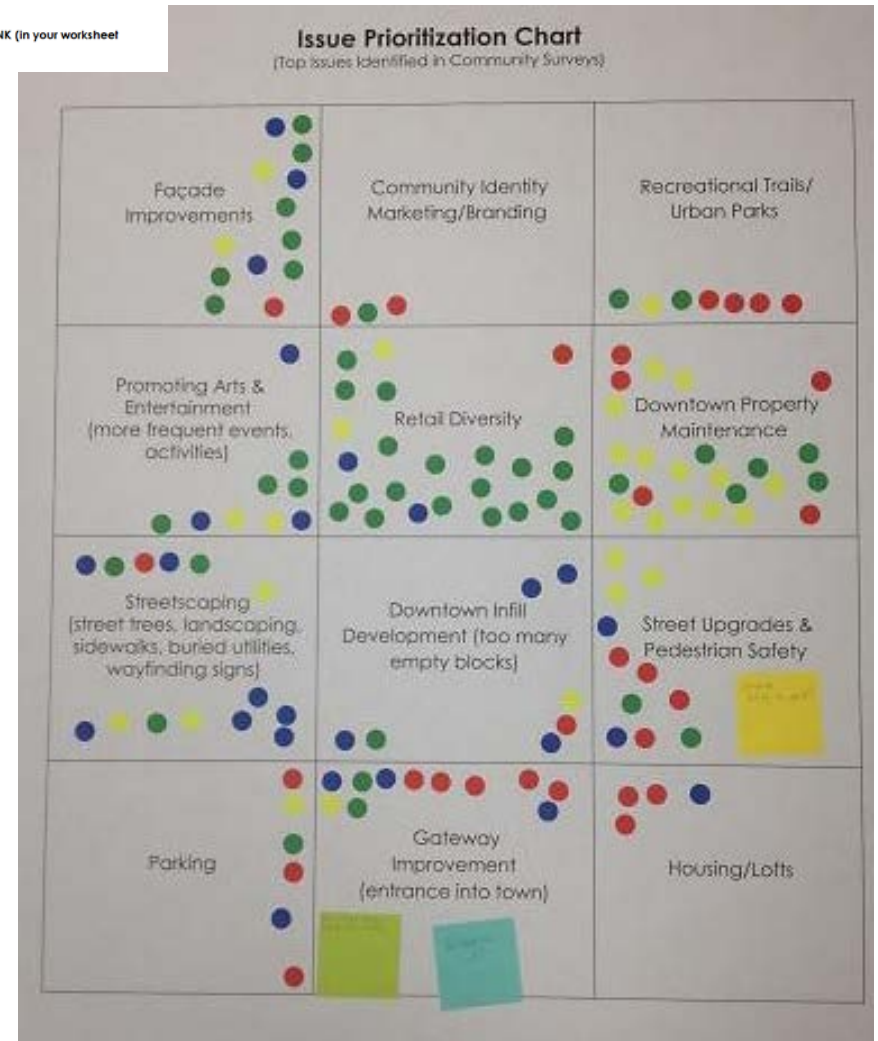 NK (in your worksheet
Issue Prioritization Chart
(Top Issues Identified in Community Surveys)
Façade
Improvements
Community Identity
Marketing/Branding
Recreational Trails/
Urban Parks
Promoting Arts &
Entertainment
(more frequent events,
activities)
Retail Diversity
Downtown Property
Maintenance
Streetscaping
(street trees, landscaping,
sidewalks, buried utilities,
wayfinding signs)
Downtown Infill
Development (too many
empty blocks)
Street Upgrades &
Pedestrian Safety
Parking
Gateway
Improvement
(entrance into town)
Housing/Lofts